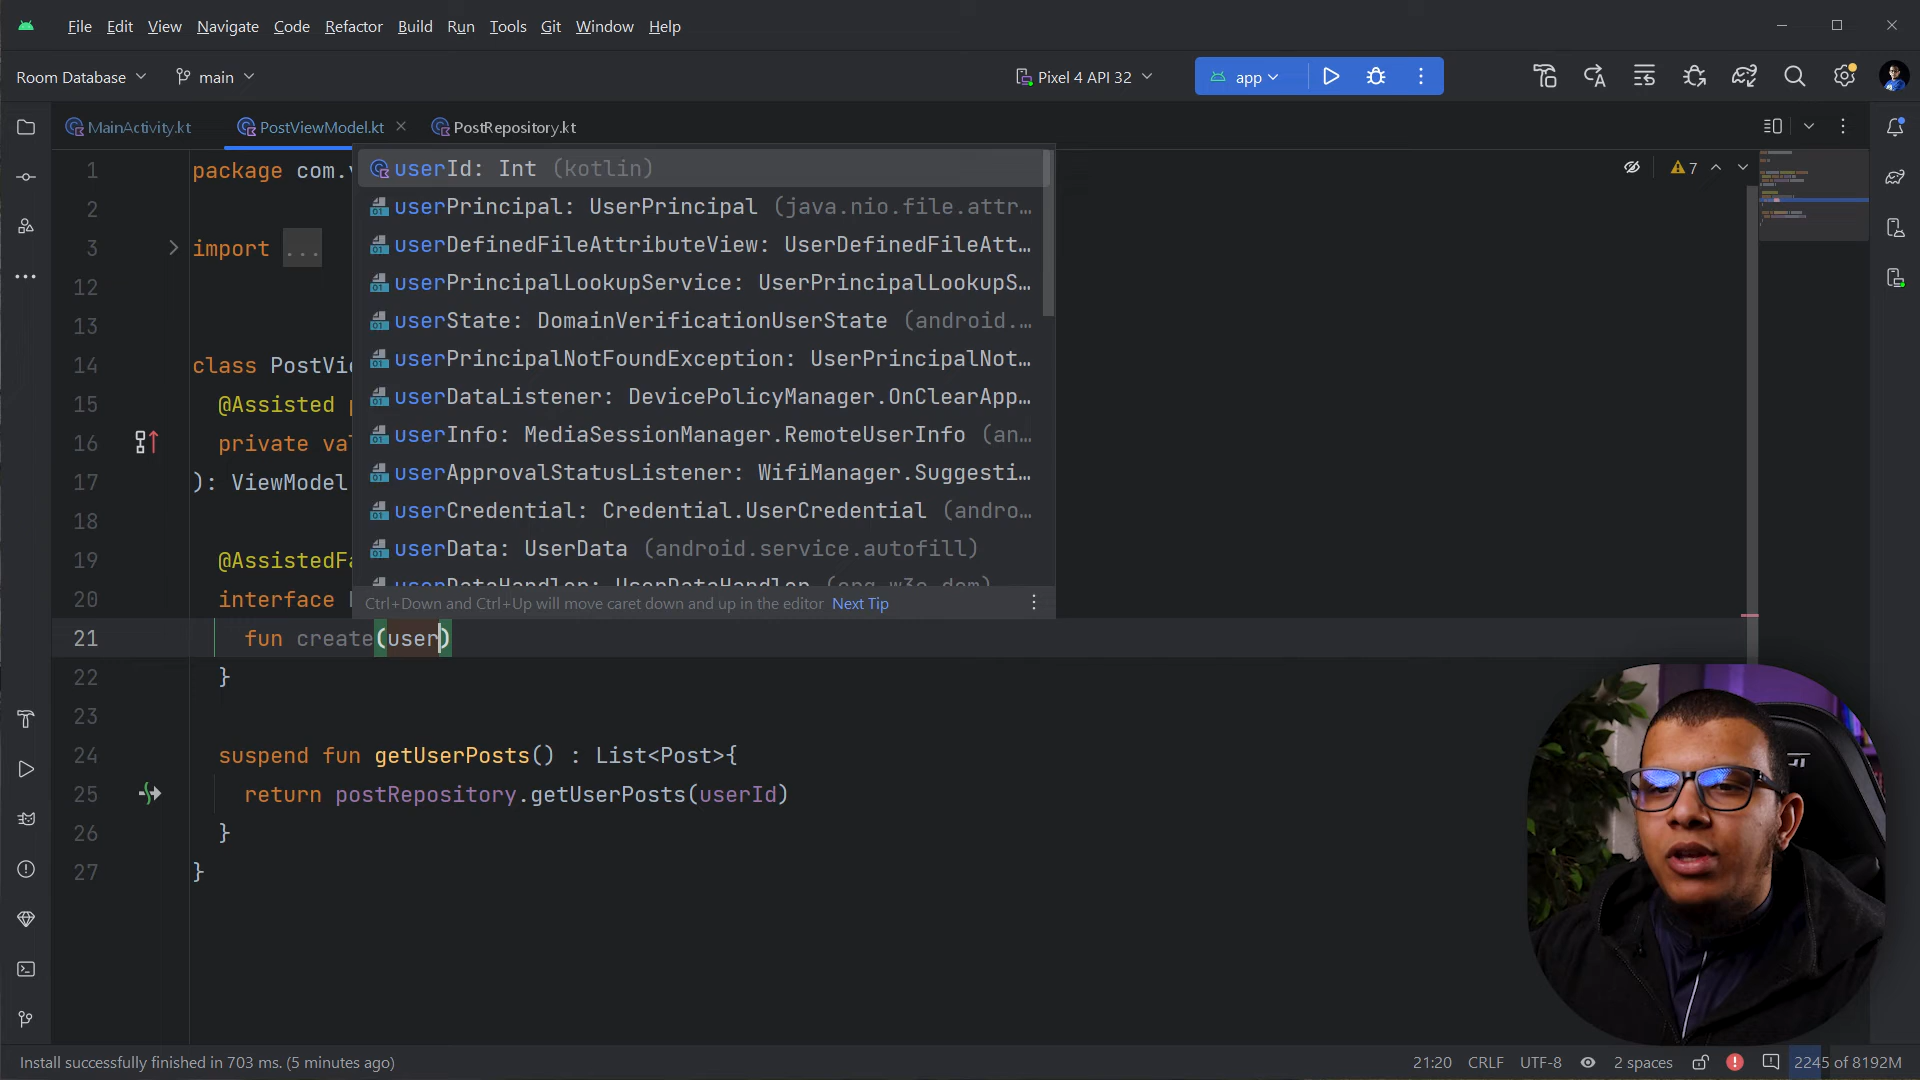 File Edit View Navigate Code Refactor Build Run Tools Git Window Help
Room Database main Pixel 4 API 32 app
MainActivity.kt PostViewModel.kt PostRepository.kt
1 package com.
userId: Int (kotlin)
7
2
userPrincipal: UserPrincipal (java.nio.file.attr…
userDefinedFileAttributeView: UserDefinedFileAtt…
3 import ...
userPrincipalLookupService: UserPrincipalLookupS…
12
userState: DomainVerificationUserState (android.…
13
userPrincipalNotFoundException: UserPrincipalNot…
14 class PostVi
userDataListener: DevicePolicyManager.OnClearApp…
15 @Assisted
userInfo: MediaSessionManager.RemoteUserInfo (an…
16 private va
userApprovalStatusListener: WifiManager.Suggesti…
17 ): ViewModel
userCredential: Credential.UserCredential (andro…
18
userData: UserData (android.service.autofill)
19 @AssistedFa
userDataHandler: UserDataHandler (org.w3c.dom)
20 interface
Ctrl+Down and Ctrl+Up will move caret down and up in the editor Next Tip
21 fun create(user)
22 }
23
24 suspend fun getUserPosts() : List<Post>{
25 return postRepository.getUserPosts(userId)
26 }
27 }
Install successfully finished in 703 ms. (5 minutes ago) 21:20 CRLF UTF-8 2 spaces 2245 of 8192M